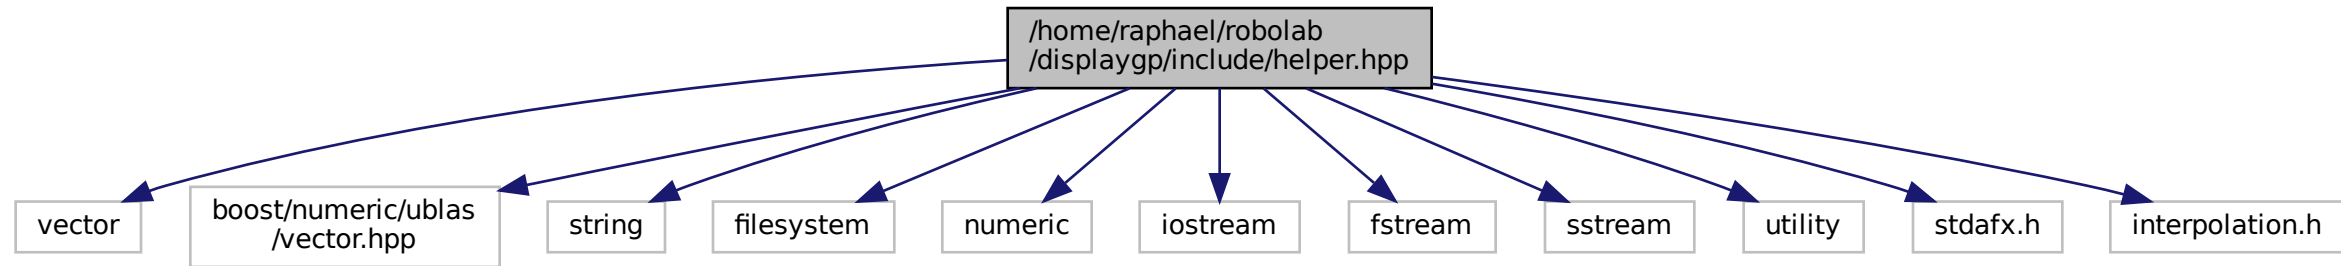 /home/raphael/robolab
/displaygp/include/helper.hpp
vector
boost/numeric/ublas
/vector.hpp
string
filesystem
numeric
iostream
fstream
sstream
utility
stdafx.h
interpolation.h